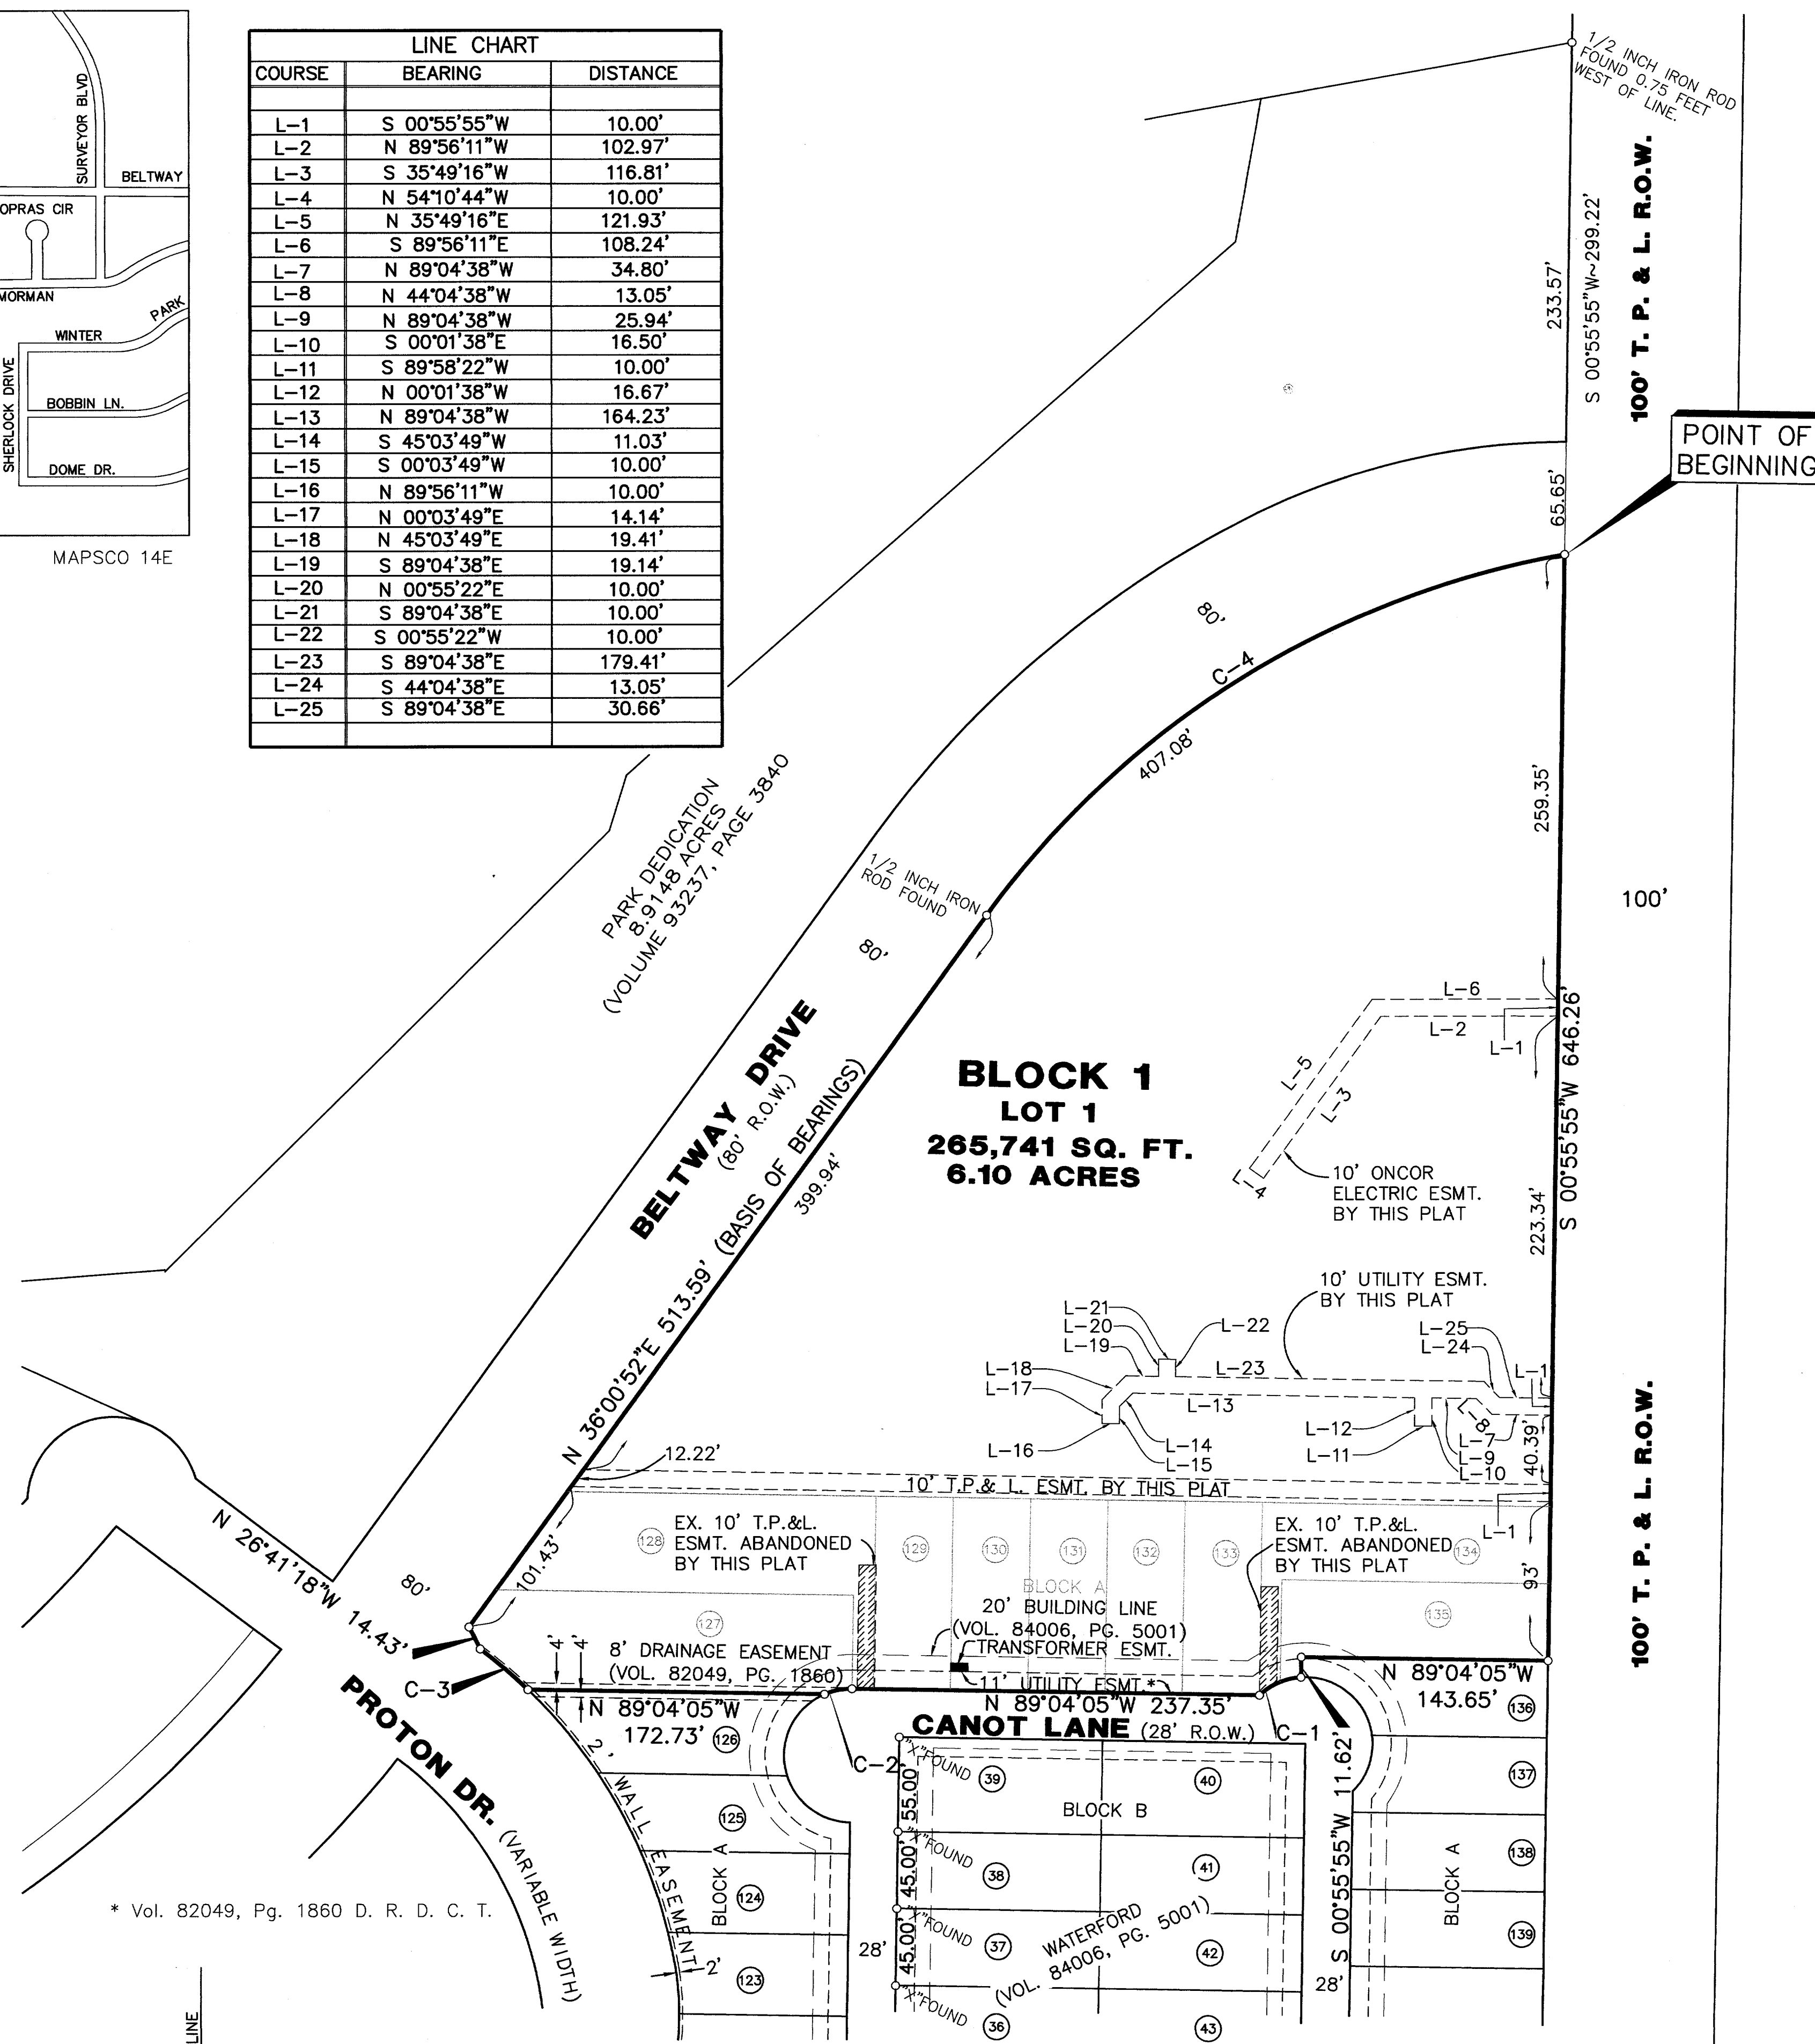 LINE CHART
COURSE BEARING DISTANCE
L-1 S 00°55'55"W 10.00'
L-2 N 89°56'11"W 102.97'
L-3 S 35°49'16"W 116.81'
L-4 N 54°10'44"W 10.00'
L-5 N 35°49'16"E 121.93'
L-6 S 89°56'11"E 108.24'
L-7 N 89°04'38"W 34.80'
L-8 N 44°04'38"W 13.05'
L-9 N 89°04'38"W 25.94'
L-10 S 00°01'38"E 16.50'
L-11 S 89°58'22"W 10.00'
L-12 N 00°01'38"W 16.67'
L-13 N 89°04'38"W 164.23'
L-14 S 45°03'49"W 11.03'
L-15 S 00°03'49"W 10.00'
L-16 N 89°56'11"W 10.00'
L-17 N 00°03'49"E 14.14'
L-18 N 45°03'49"E 19.41'
L-19 S 89°04'38"E 19.14'
L-20 N 00°55'22"E 10.00'
L-21 S 89°04'38"E 10.00'
L-22 S 00°55'22"W 10.00'
L-23 S 89°04'38"E 179.41'
L-24 S 44°04'38"E 13.05'
L-25 S 89°04'38"E 30.66'
SURVEYOR BLVD
BELTWAY
OPRAS CIR
MORMAN
PARK
WINTER
SHERLOCK DRIVE
BOBBIN LN.
DOME DR.
MAPSCO 14E
1/2 INCH IRON ROD
FOUND 0.75 FEET
WEST OF LINE.
100' T. P. & L. R.O.W.
S 00°55'55"W~299.22'
233.57'
POINT OF
BEGINNING
65.65'
80'
C-4
407.08'
259.35'
100'
PARK DEDICATION
8.9148 ACRES
(VOLUME 93237, PAGE 3840
1/2 INCH IRON
ROD FOUND
80'
BELTWAY DRIVE
(80' R.O.W.)
N 36°00'52"E 513.59' (BASIS OF BEARINGS)
399.94'
BLOCK 1
LOT 1
265,741 SQ. FT.
6.10 ACRES
L-6
L-2
L-1
L-5
L-3
L-4
10' ONCOR
ELECTRIC ESMT.
BY THIS PLAT
S 00°55'55"W 646.26'
223.34'
10' UTILITY ESMT.
BY THIS PLAT
L-21
L-20
L-19
L-22
L-25
L-24
L-18
L-17
L-23
L-1
L-13
L-12
L-8
L-16
L-14
L-15
L-11
L-7
L-9
L-10
40.39'
12.22'
10' T.P.& L. ESMT. BY THIS PLAT
L-1
101.43'
128
EX. 10' T.P.&L.
ESMT. ABANDONED
BY THIS PLAT
129
130
131
132
133
EX. 10' T.P.&L.
ESMT. ABANDONED
BY THIS PLAT
134
93'
BLOCK A
127
135
20' BUILDING LINE
(VOL. 84006, PG. 5001)
TRANSFORMER ESMT.
11' UTILITY ESMT.*
4'
4'
8' DRAINAGE EASEMENT
(VOL. 82049, PG. 1860)
N 26°41'18"W 14.43'
80'
C-3
PROTON DR. (VARIABLE WIDTH)
N 89°04'05"W
172.73'
126
N 89°04'05"W 237.35'
CANOT LANE (28' R.O.W.)
C-1
C-2
N 89°04'05"W
143.65'
136
S 00°55'55"W 11.62'
2' WALL EASEMENT
2'
125
BLOCK A
124
123
28'
"X"FOUND
55.00'
39
40
BLOCK B
"X"FOUND
45.00'
38
41
"X"FOUND
45.00'
37
42
WATERFORD
(VOL. 84006, PG. 5001)
"X"FOUND
36
43
137
138
BLOCK A
139
28'
100' T. P. & L. R.O.W.
* Vol. 82049, Pg. 1860 D. R. D. C. T.
LINE